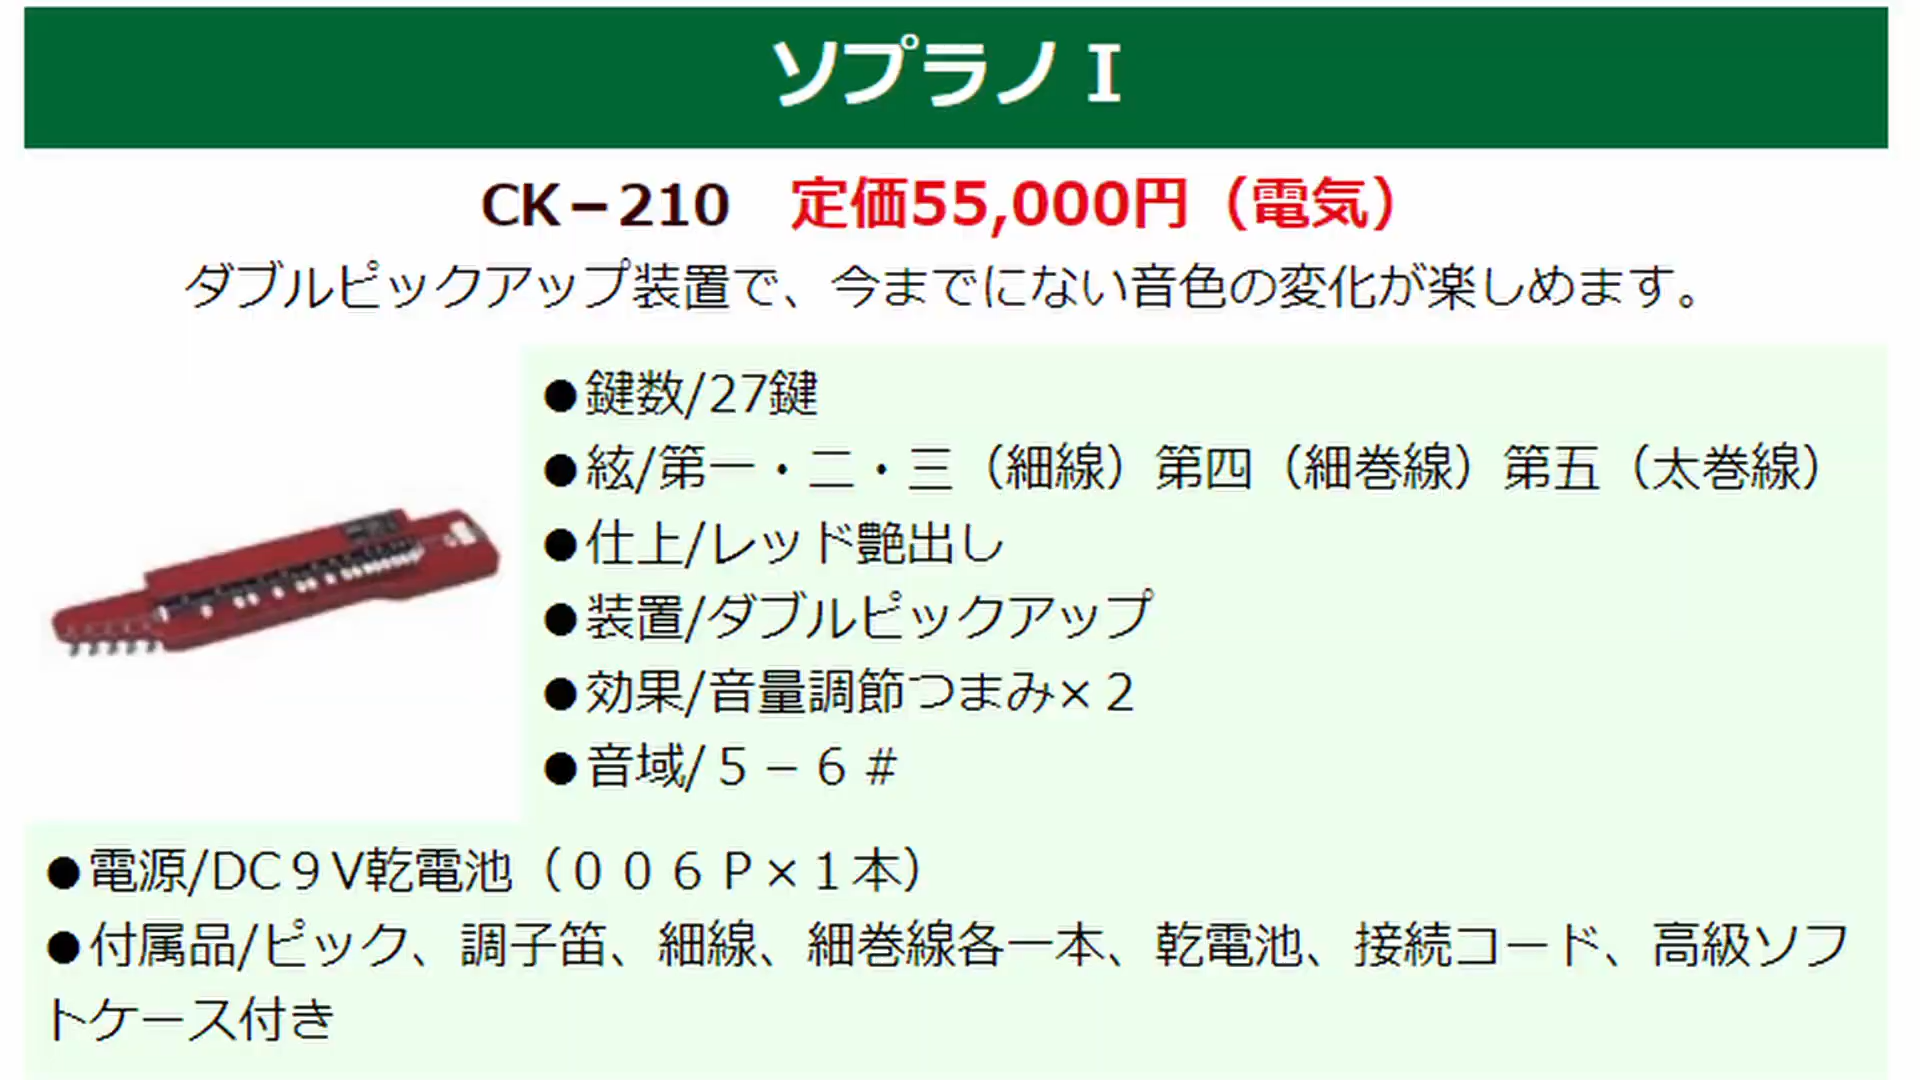 ソプラノⅠ
CK－210　定価55,000円（電気）
ダブルピックアップ装置で、今までにない音色の変化が楽しめます。
●鍵数/27鍵
●絃/第一・二・三（細線）第四（細巻線）第五（太巻線）
●仕上/レッド艶出し
●装置/ダブルピックアップ
●効果/音量調節つまみ×２
●音域/５－６＃
●電源/DC９V乾電池（００６Ｐ×１本）
●付属品/ピック、調子笛、細線、細巻線各一本、乾電池、接続コード、高級ソフ
トケース付き